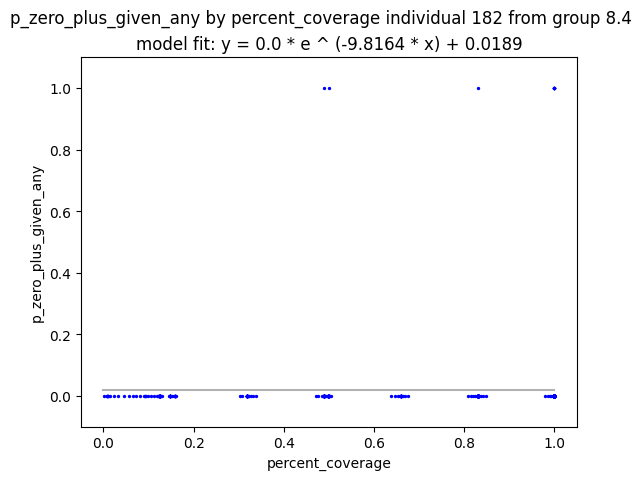 p_zero_plus_given_any by percent_coverage individual 182 from group 8.4
model fit: y = 0.0 * e ^ (-9.8164 * x) + 0.0189
1.0
0.8
0.6
0.4
0.2
0.0
p_zero_plus_given_any
0.0 0.2 0.4 0.6 0.8 1.0
percent_coverage